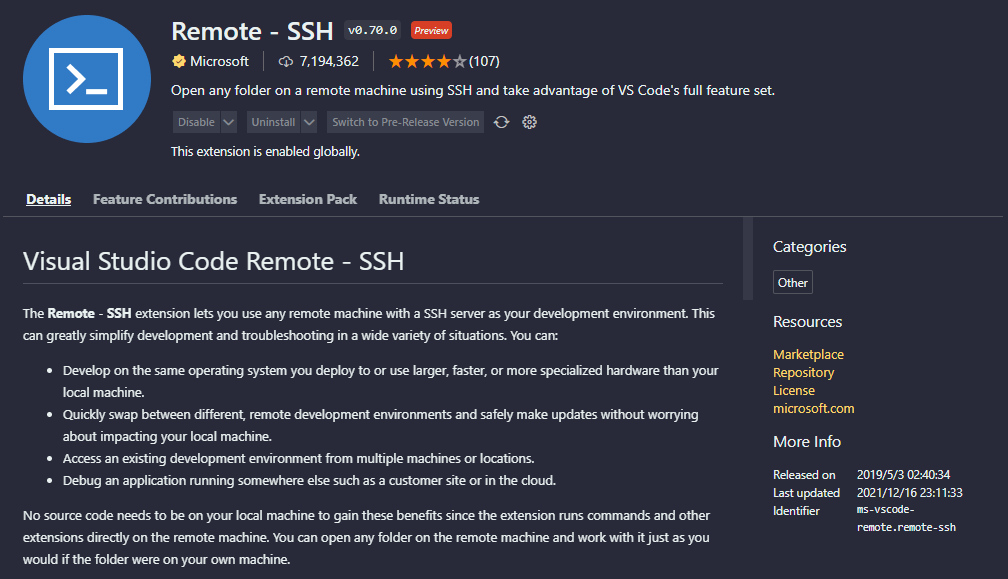 Remote - SSH v0.70.0 Preview
Microsoft 7,194,362 (107)
Open any folder on a remote machine using SSH and take advantage of VS Code's full feature set.
Disable Uninstall Switch to Pre-Release Version
This extension is enabled globally.
Details Feature Contributions Extension Pack Runtime Status
Visual Studio Code Remote - SSH
The Remote - SSH extension lets you use any remote machine with a SSH server as your development environment. This
can greatly simplify development and troubleshooting in a wide variety of situations. You can:
• Develop on the same operating system you deploy to or use larger, faster, or more specialized hardware than your
local machine.
• Quickly swap between different, remote development environments and safely make updates without worrying
about impacting your local machine.
• Access an existing development environment from multiple machines or locations.
• Debug an application running somewhere else such as a customer site or in the cloud.
No source code needs to be on your local machine to gain these benefits since the extension runs commands and other
extensions directly on the remote machine. You can open any folder on the remote machine and work with it just as you
would if the folder were on your own machine.
Categories
Other
Resources
Marketplace
Repository
License
microsoft.com
More Info
Released on 2019/5/3 02:40:34
Last updated 2021/12/16 23:11:33
Identifier ms-vscode-
remote.remote-ssh